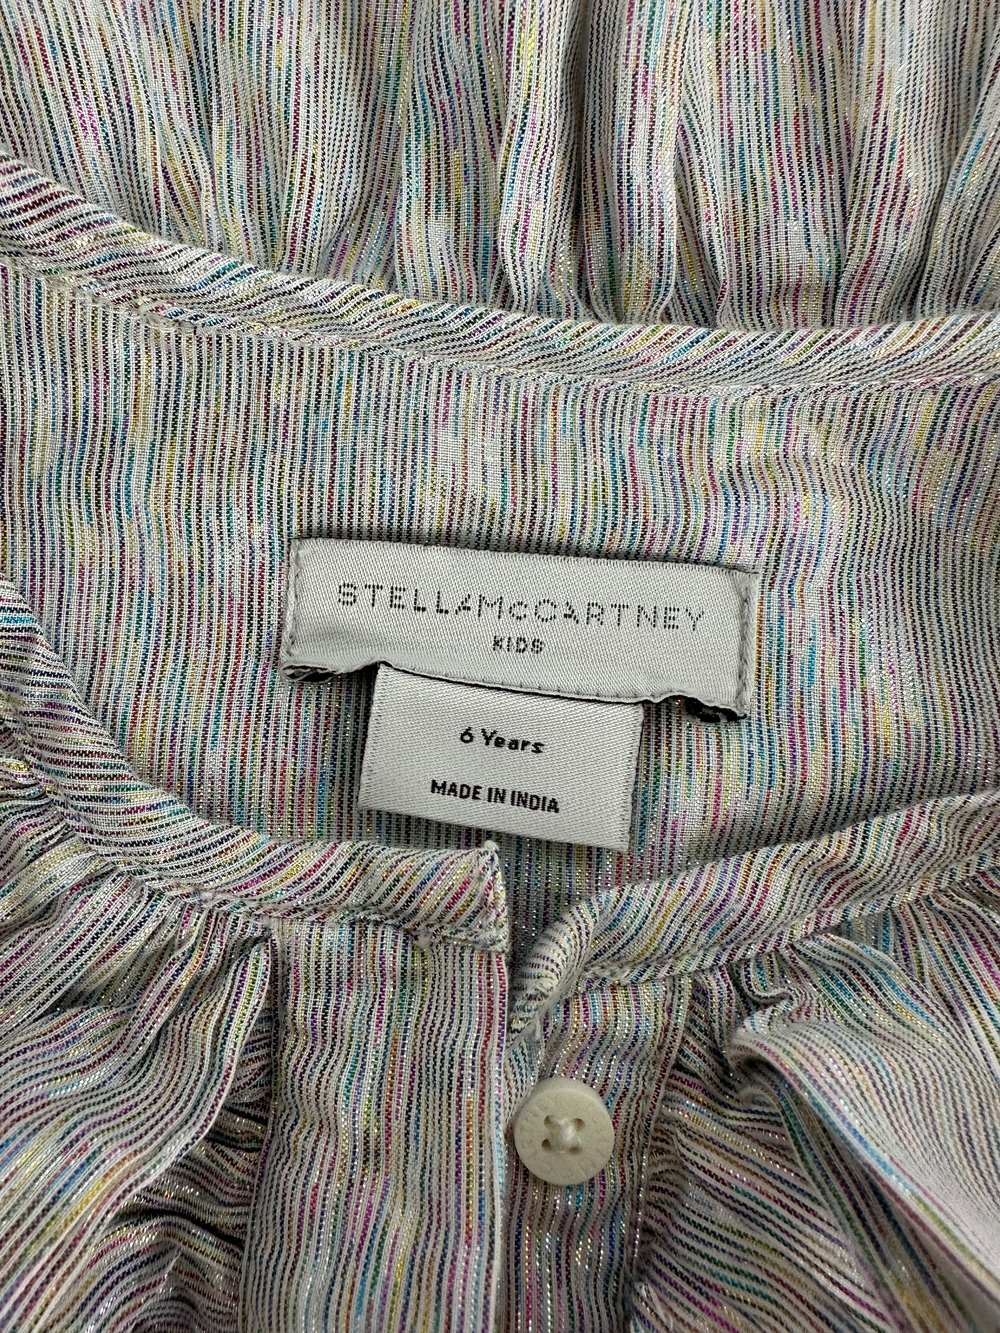 STELLAMcCARTNEY
KIDS
6 Years
MADE IN INDIA